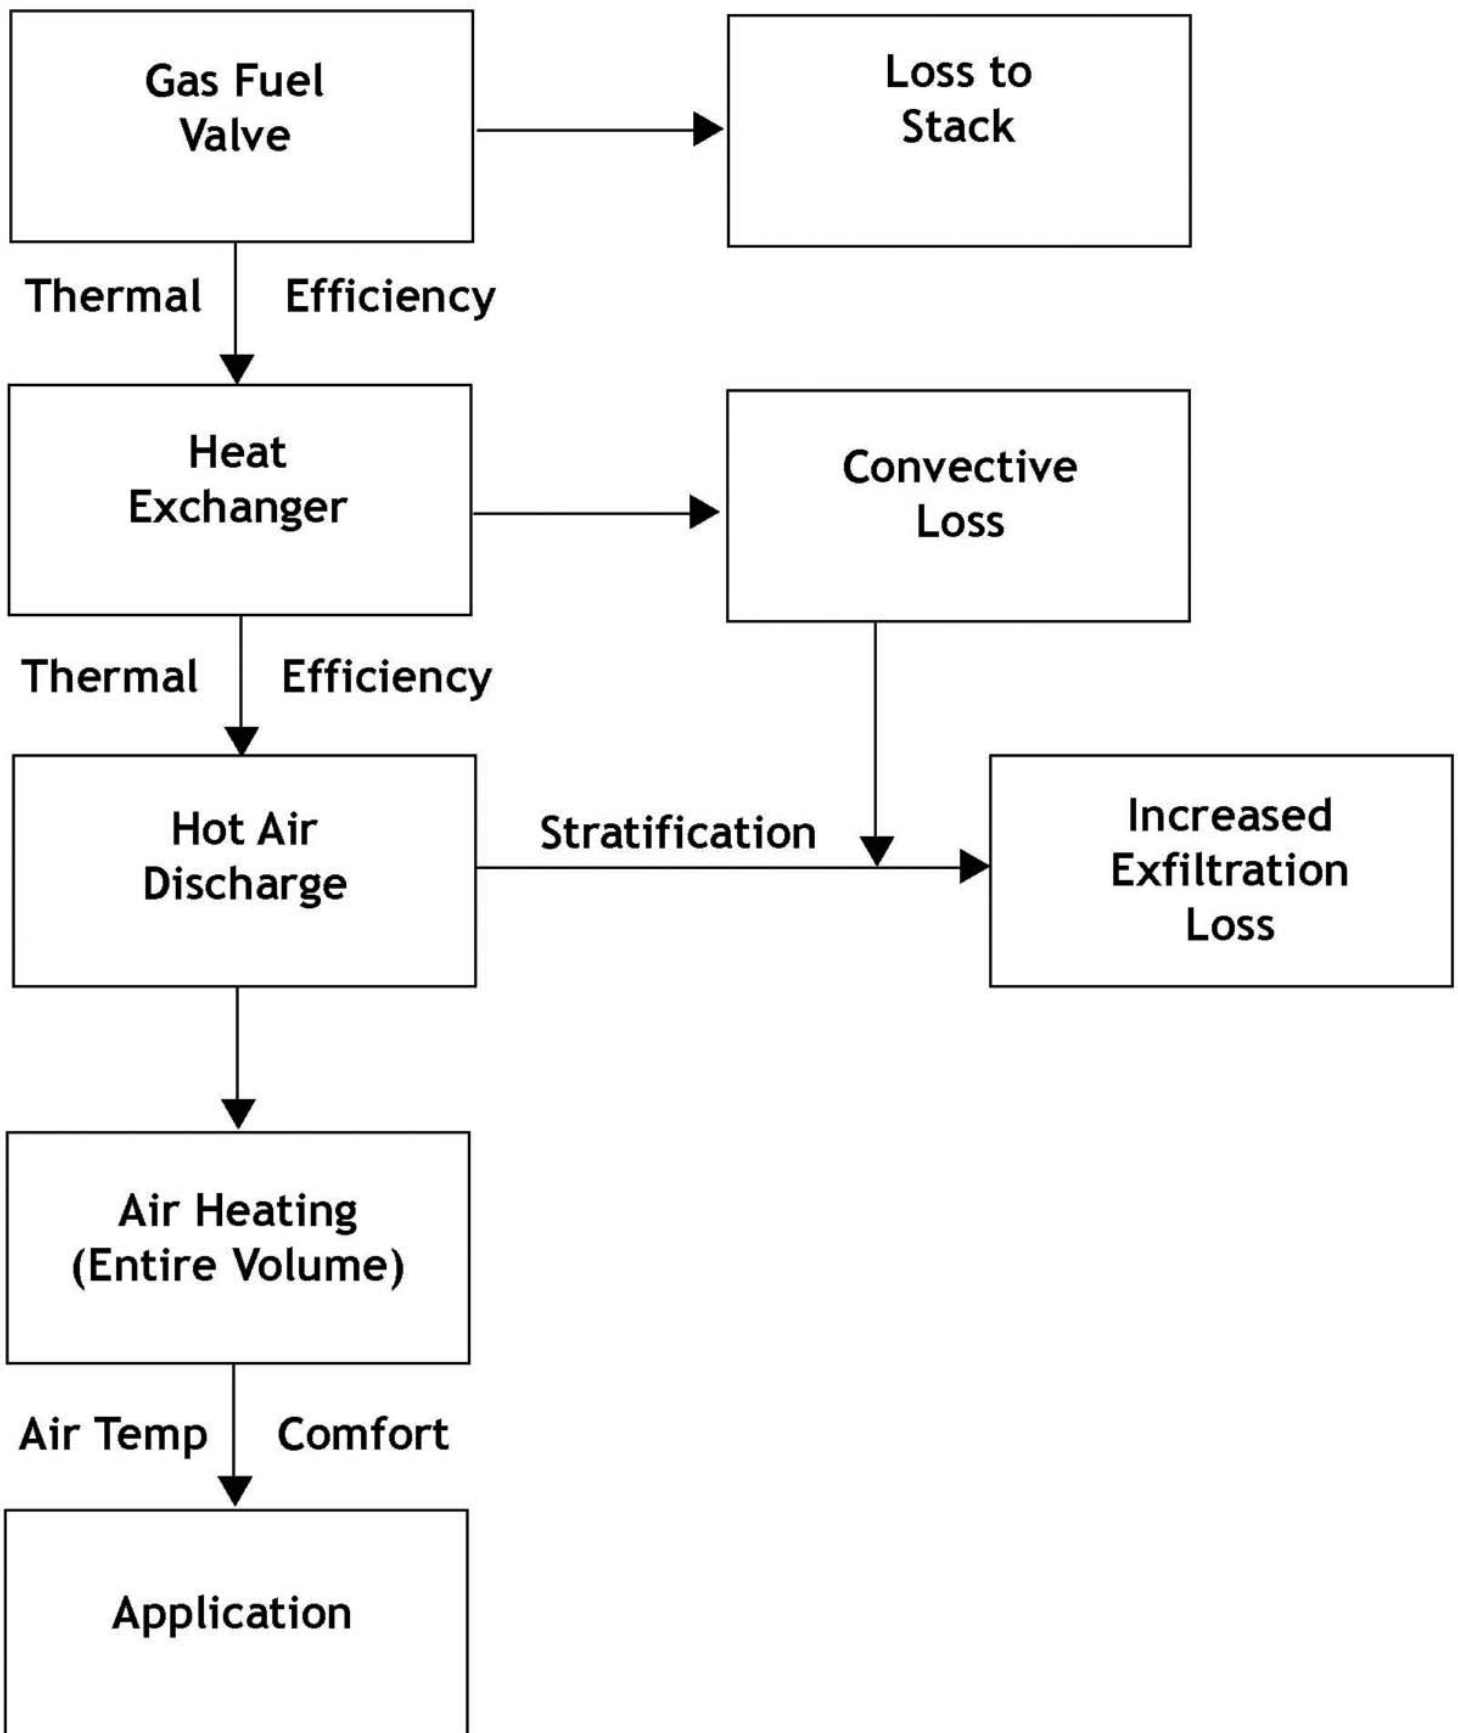 Gas Fuel
Valve
Loss to
Stack
Thermal Efficiency
Heat
Exchanger
Convective
Loss
Thermal Efficiency
Hot Air
Discharge
Stratification
Increased
Exfiltration
Loss
Air Heating
(Entire Volume)
Air Temp Comfort
Application